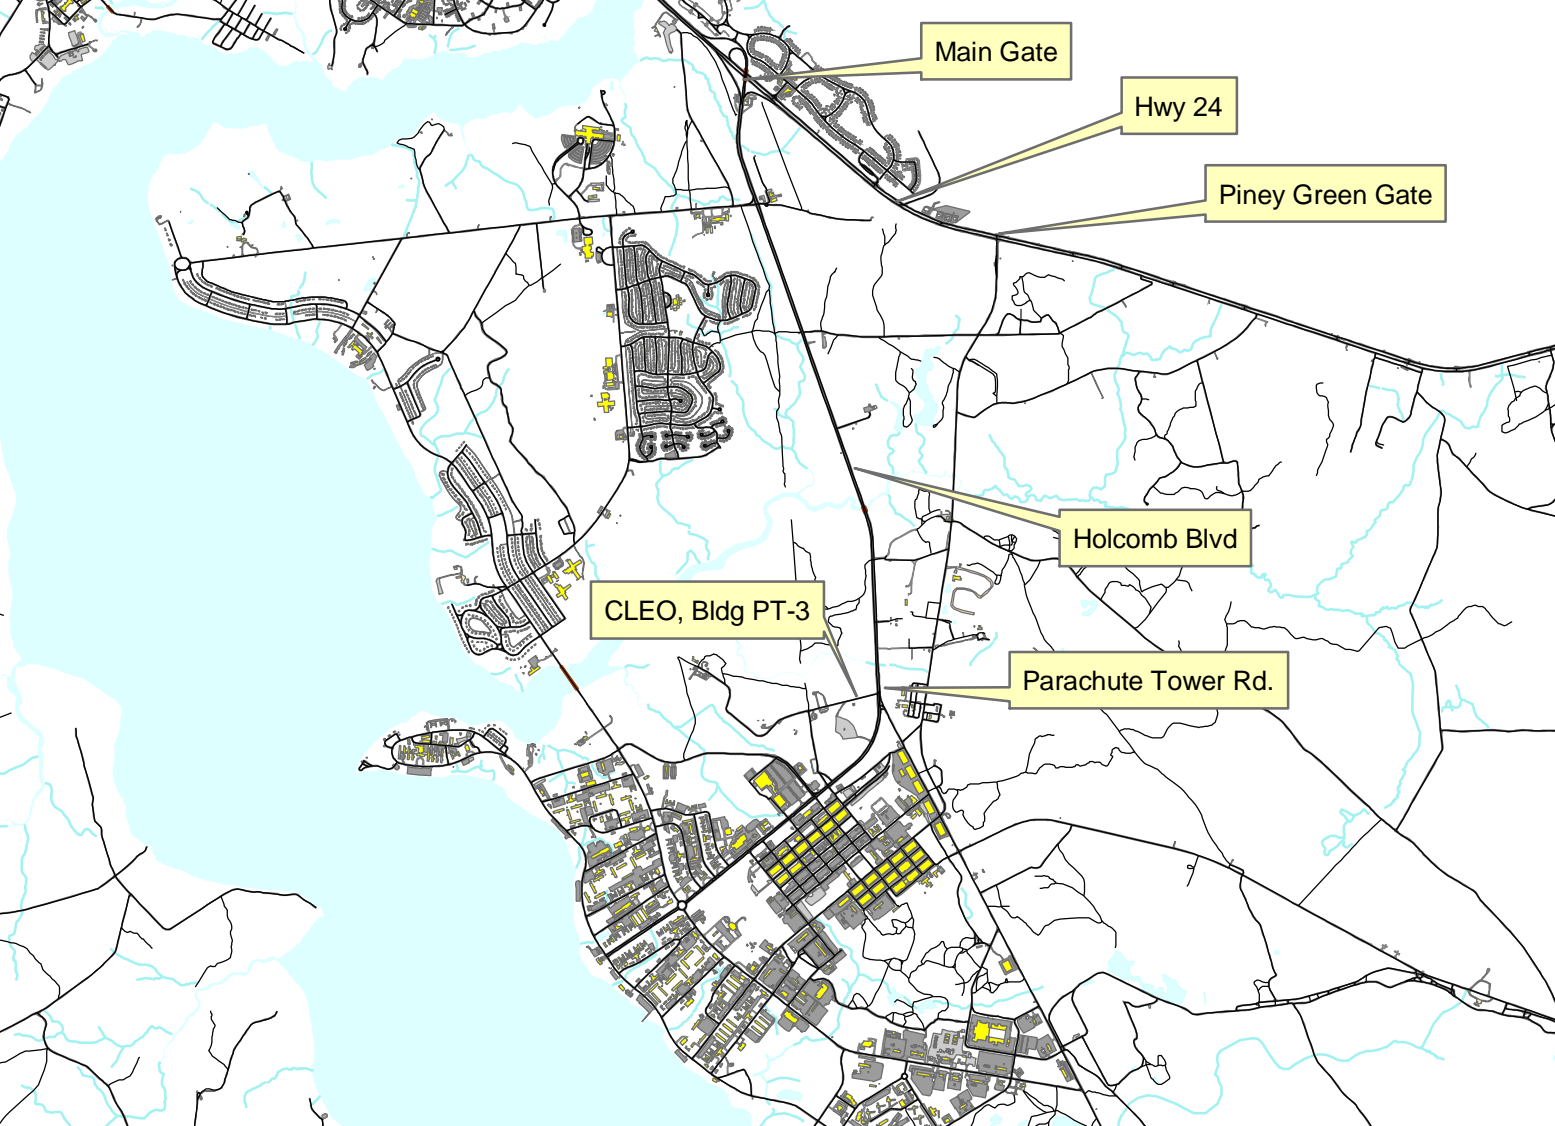 Main Gate
Hwy 24
Piney Green Gate
Holcomb Blvd
CLEO, Bldg PT-3
Parachute Tower Rd.